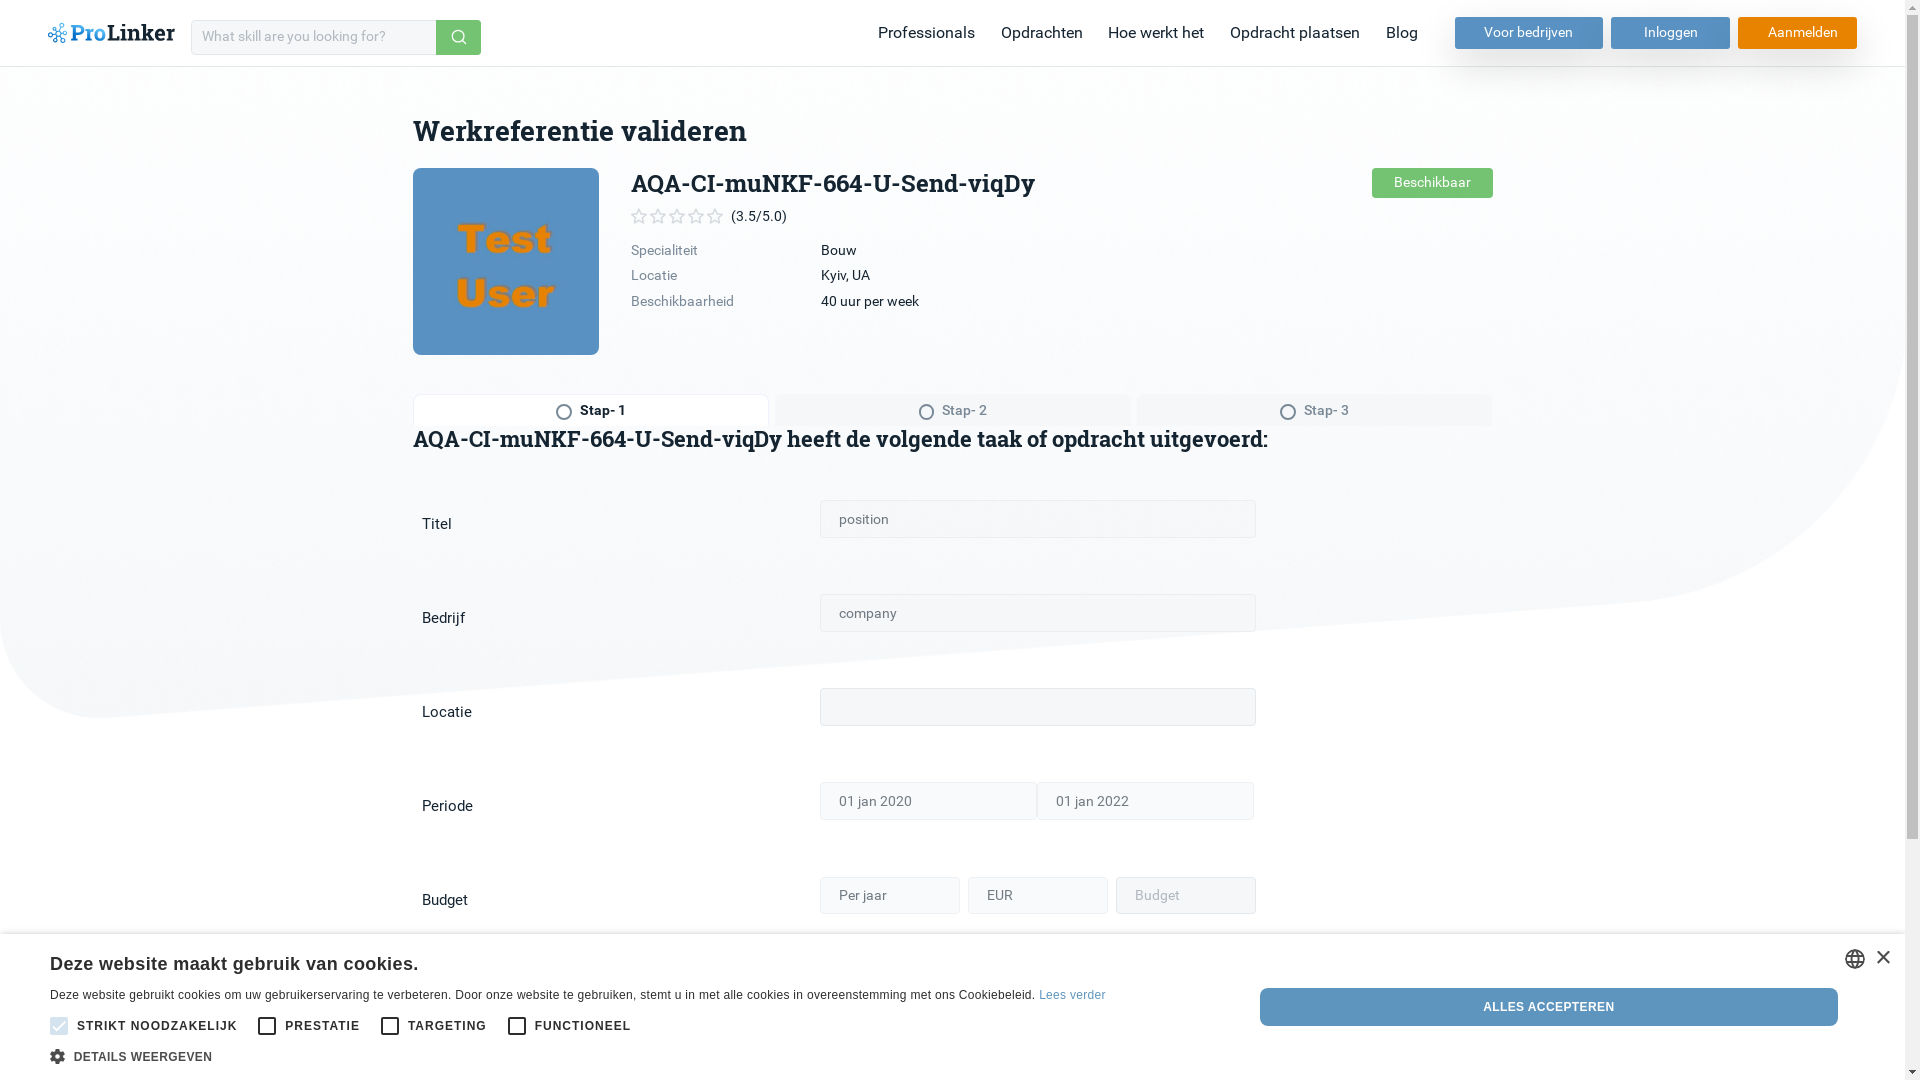 ProLinker
What skill are you looking for?
Professionals
Opdrachten
Hoe werkt het
Opdracht plaatsen
Blog
Voor bedrijven
Inloggen
Aanmelden
Werkreferentie valideren
Test
User
AQA-CI-muNKF-664-U-Send-viqDy
Beschikbaar
(3.5/5.0)
Specialiteit Bouw
Locatie Kyiv, UA
Beschikbaarheid 40 uur per week
Stap- 1
Stap- 2
Stap- 3
AQA-CI-muNKF-664-U-Send-viqDy heeft de volgende taak of opdracht uitgevoerd:
Titel position
Bedrijf company
Locatie
Periode 01 jan 2020 01 jan 2022
Budget Per jaar EUR Budget
Deze website maakt gebruik van cookies.
Deze website gebruikt cookies om uw gebruikerservaring te verbeteren. Door onze website te gebruiken, stemt u in met alle cookies in overeenstemming met ons Cookiebeleid. Lees verder
STRIKT NOODZAKELIJK PRESTATIE TARGETING FUNCTIONEEL
DETAILS WEERGEVEN
ALLES ACCEPTEREN